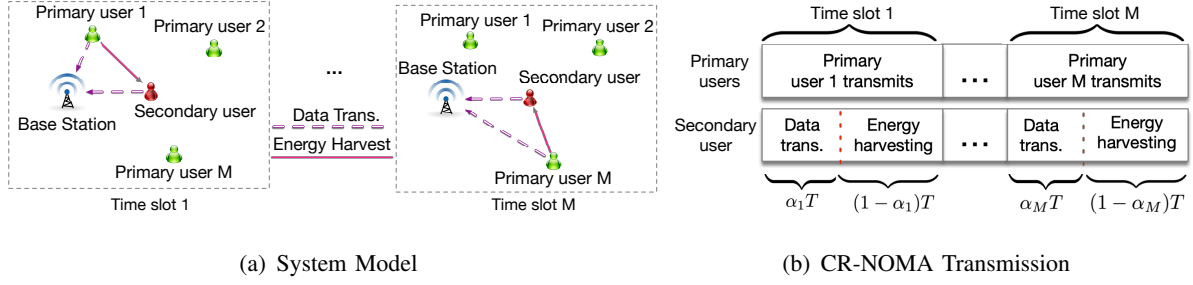 Primary user 1
Primary user 2
Base Station
Secondary user
Primary user M
Time slot 1
...
Data Trans.
Energy Harvest
Primary user 1
Primary user 2
Base Station
Secondary user
Primary user M
Time slot M
(a) System Model
Time slot 1
Time slot M
Primary
users
Primary
user 1 transmits
...
Primary
user M transmits
Secondary
user
Data
trans.
Energy
harvesting
...
Data
trans.
Energy
harvesting
α₁T
(1 − α₁)T
α_M T
(1 − α_M)T
(b) CR-NOMA Transmission